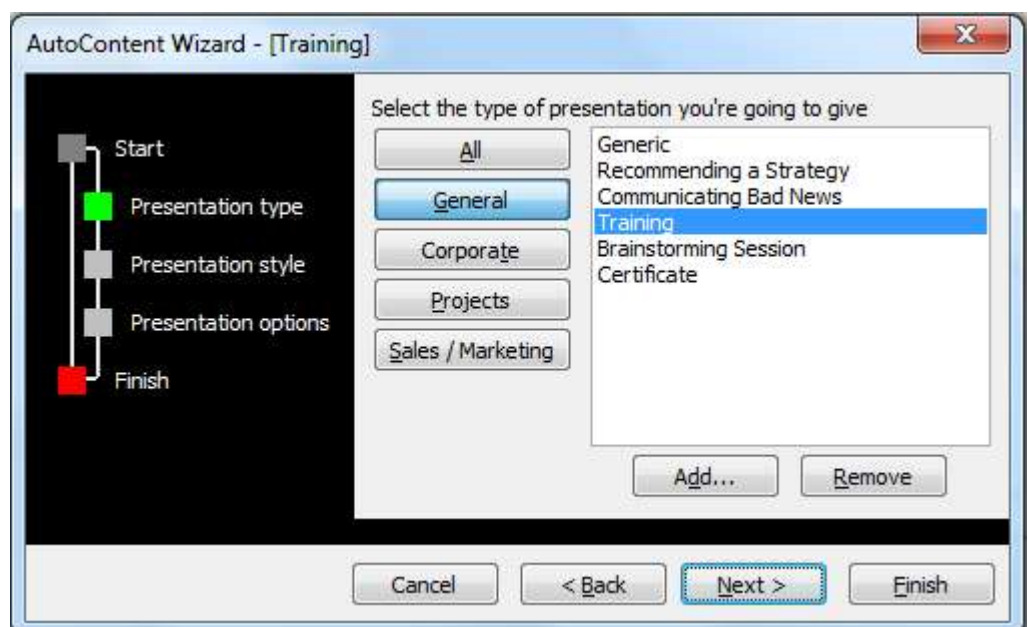 AutoContent Wizard - [Training]
Start
Presentation type
Presentation style
Presentation options
Finish
Select the type of presentation you're going to give
All
General
Corporate
Projects
Sales / Marketing
Generic
Recommending a Strategy
Communicating Bad News
Training
Brainstorming Session
Certificate
Add...
Remove
Cancel
< Back
Next >
Finish